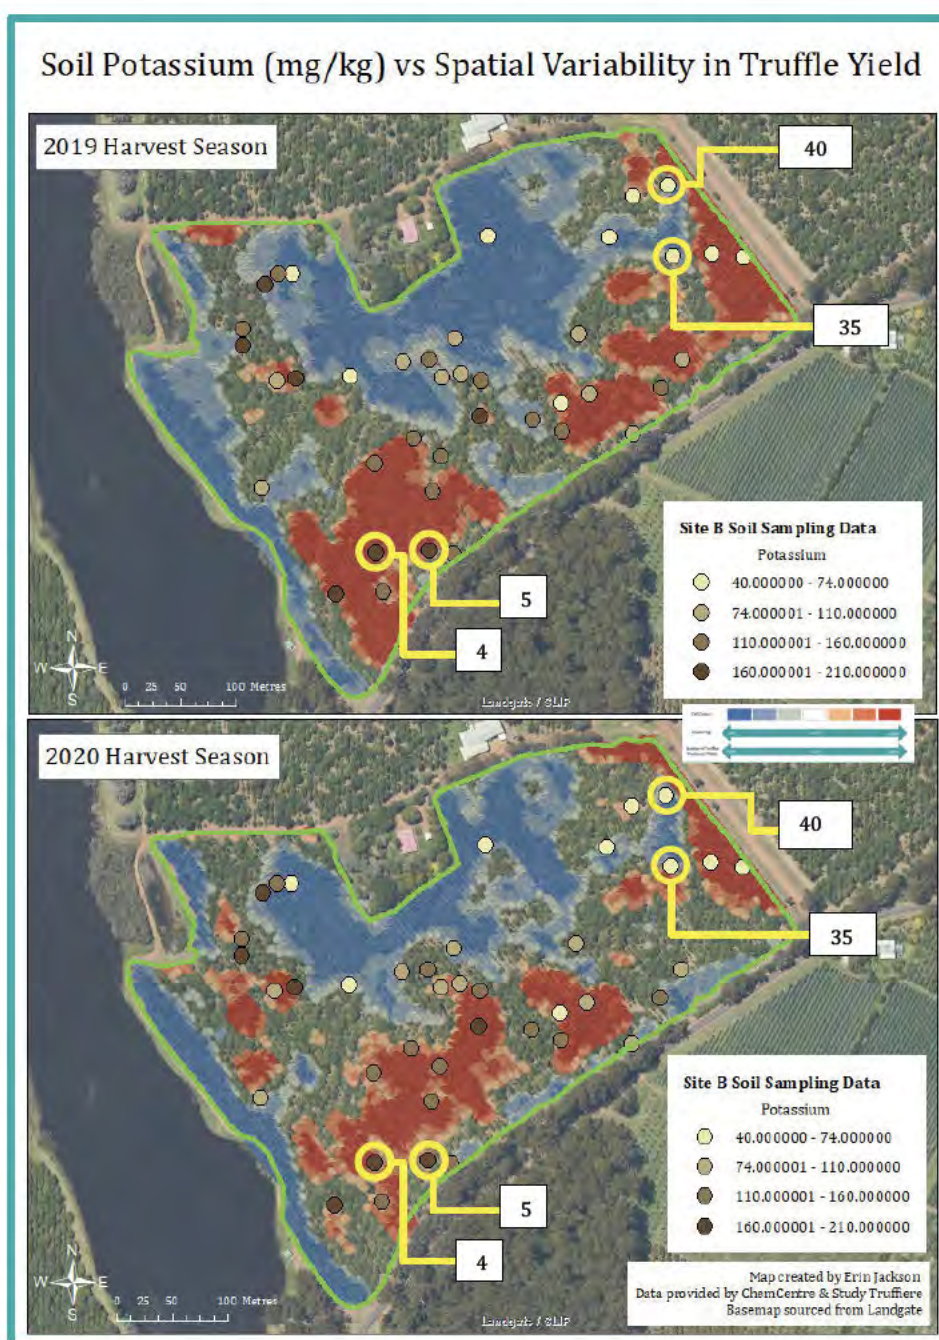 Soil Potassium (mg/kg) vs Spatial Variability in Truffle Yield
2019 Harvest Season
40
35
5
4
N
W E
S
0 25 50 100 Metres
Landgate / SLIP
Site B Soil Sampling Data
Potassium
40.000000 - 74.000000
74.000001 - 110.000000
110.000001 - 160.000000
160.000001 - 210.000000
2020 Harvest Season
40
35
5
4
N
W E
S
0 25 50 100 Metres
Landgate / SLIP
Site B Soil Sampling Data
Potassium
40.000000 - 74.000000
74.000001 - 110.000000
110.000001 - 160.000000
160.000001 - 210.000000
Map created by Erin Jackson
Data provided by ChemCentre & Study Truffiere
Basemap sourced from Landgate